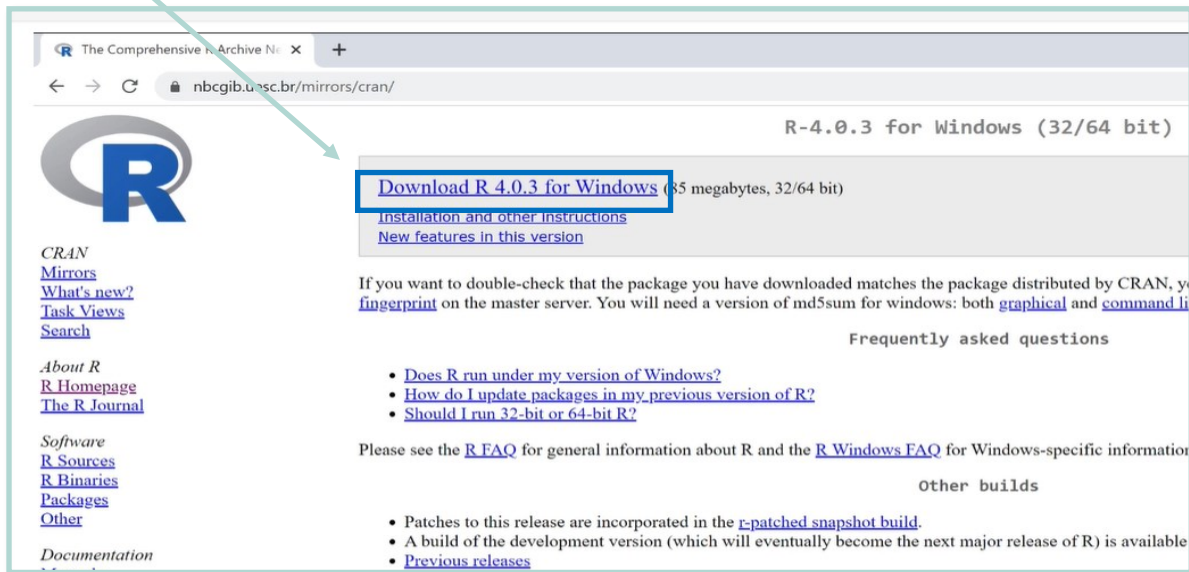 The Comprehensive R Archive Ne
nbcgib.uesc.br/mirrors/cran/
R
R-4.0.3 for Windows (32/64 bit)
Download R 4.0.3 for Windows (85 megabytes, 32/64 bit)
Installation and other instructions
New features in this version
CRAN
Mirrors
What's new?
Task Views
Search
About R
R Homepage
The R Journal
Software
R Sources
R Binaries
Packages
Other
Documentation
If you want to double-check that the package you have downloaded matches the package distributed by CRAN, y
fingerprint on the master server. You will need a version of md5sum for windows: both graphical and command li
Frequently asked questions
• Does R run under my version of Windows?
• How do I update packages in my previous version of R?
• Should I run 32-bit or 64-bit R?
Please see the R FAQ for general information about R and the R Windows FAQ for Windows-specific information
Other builds
• Patches to this release are incorporated in the r-patched snapshot build.
• A build of the development version (which will eventually become the next major release of R) is available
• Previous releases